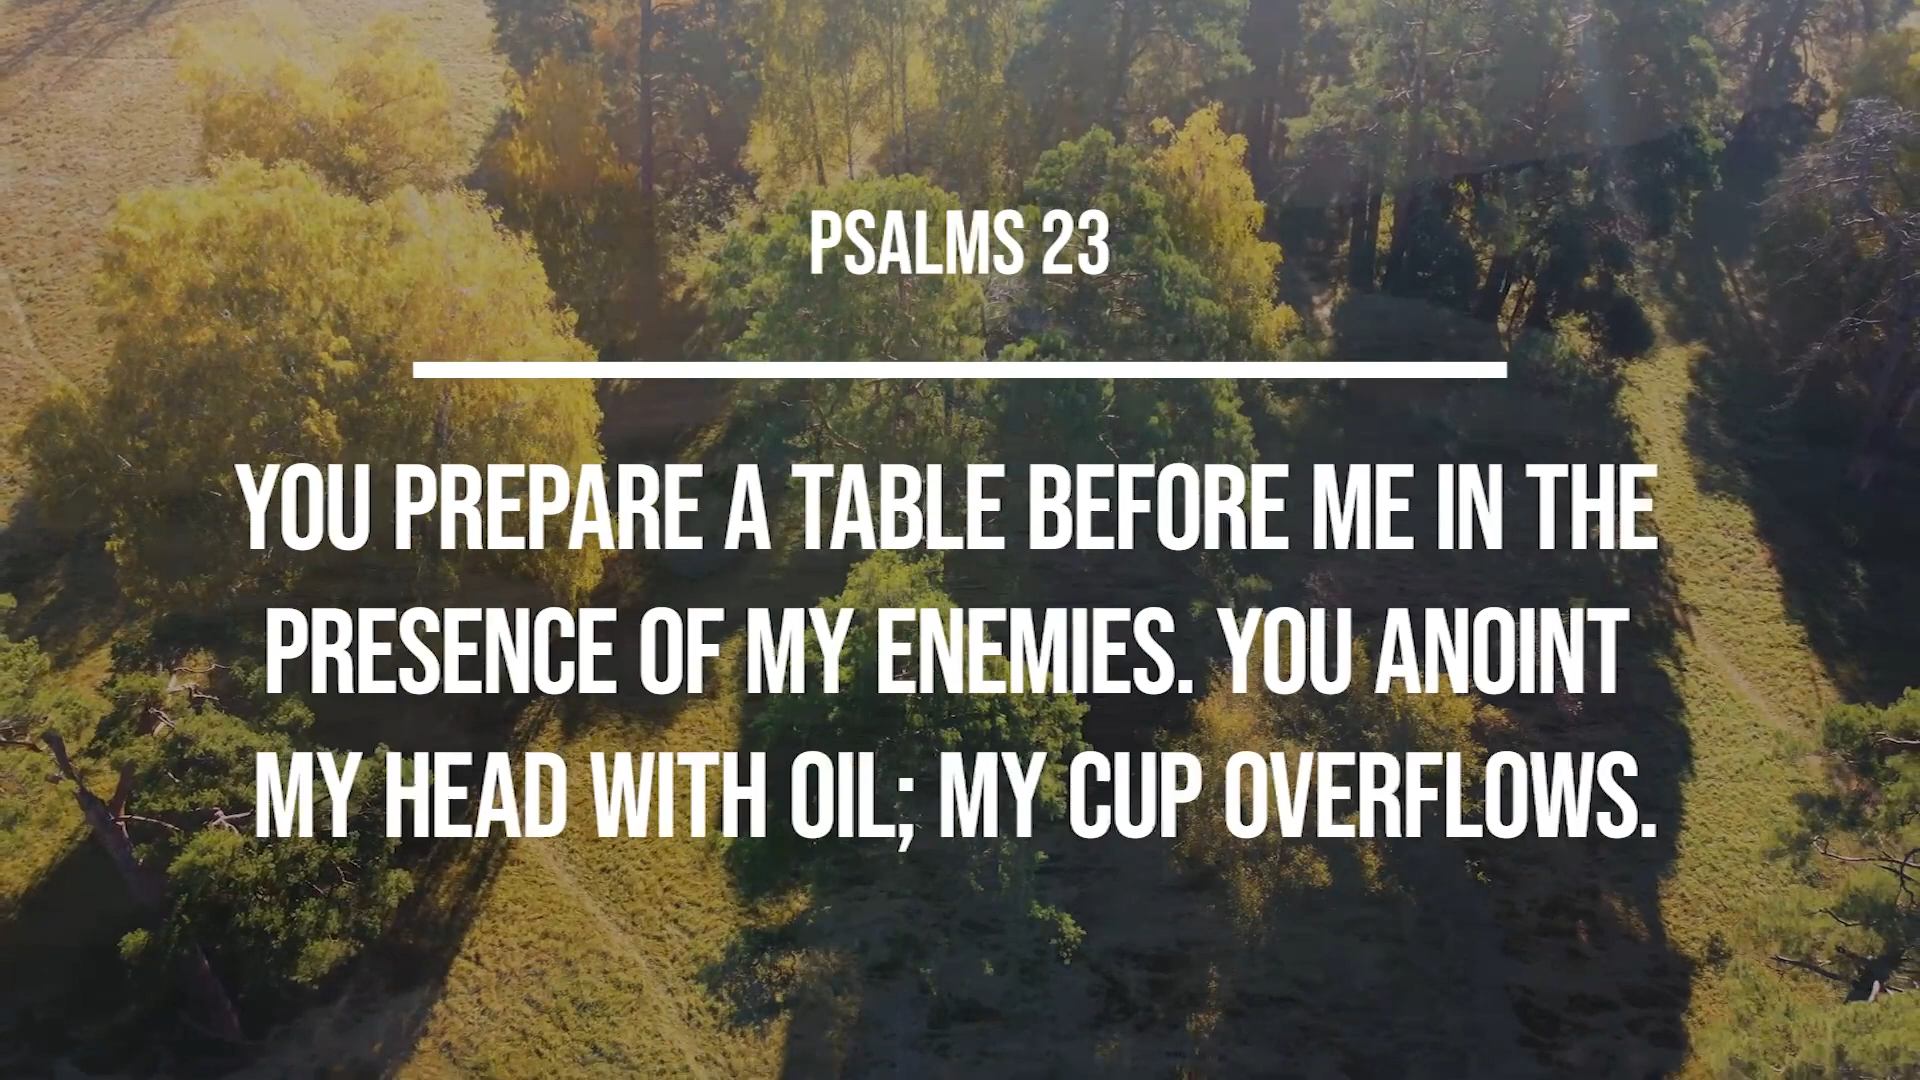 PSALMS 23
YOU PREPARE A TABLE BEFORE ME IN THE
PRESENCE OF MY ENEMIES. YOU ANOINT
MY HEAD WITH OIL; MY CUP OVERFLOWS.